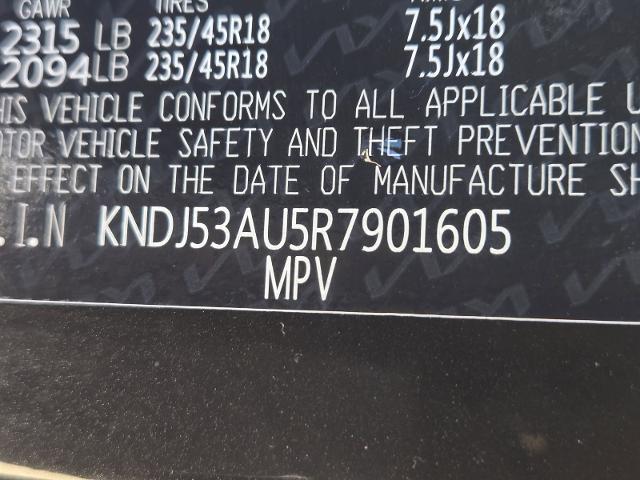 GAWR TIRES
2315 LB 235/45R18 7.5Jx18
2094LB 235/45R18 7.5Jx18
HIS VEHICLE CONFORMS TO ALL APPLICABLE U
OTOR VEHICLE SAFETY AND THEFT PREVENTION
EFFECT ON THE DATE OF MANUFACTURE SH
.I.N KNDJ53AU5R7901605
MPV